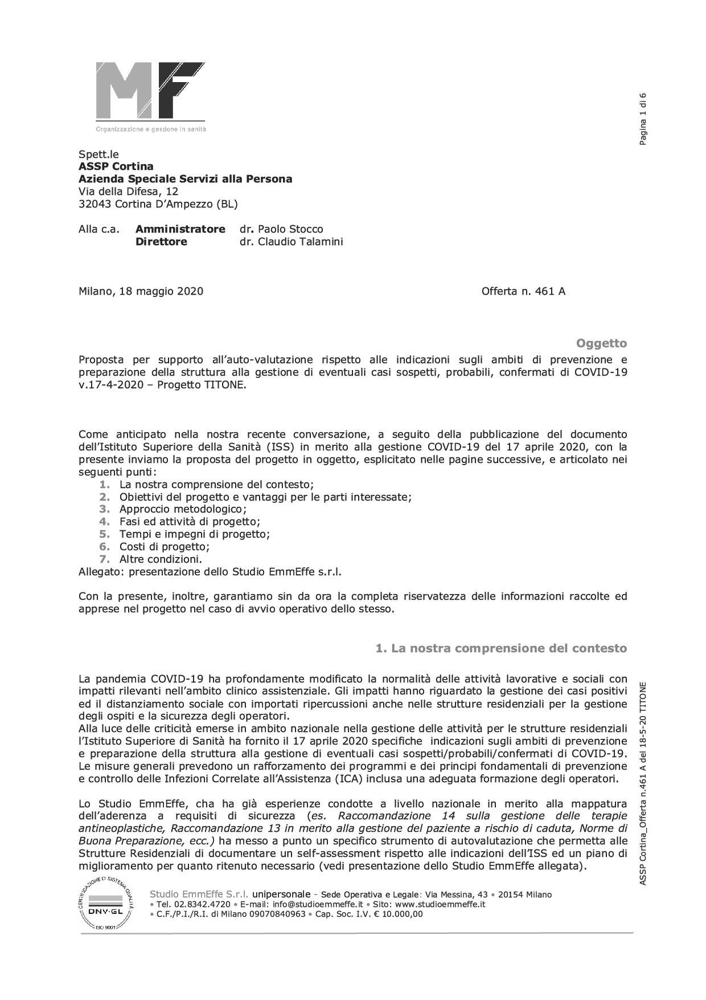 MF
Organizzazione e gestione in sanità
Pagina 1 di 6
Spett.le
ASSP Cortina
Azienda Speciale Servizi alla Persona
Via della Difesa, 12
32043 Cortina D'Ampezzo (BL)
Alla c.a. Amministratore dr. Paolo Stocco
Direttore dr. Claudio Talamini
Milano, 18 maggio 2020 Offerta n. 461 A
Oggetto
Proposta per supporto all'auto-valutazione rispetto alle indicazioni sugli ambiti di prevenzione e
preparazione della struttura alla gestione di eventuali casi sospetti, probabili, confermati di COVID-19
v.17-4-2020 – Progetto TITONE.
Come anticipato nella nostra recente conversazione, a seguito della pubblicazione del documento
dell'Istituto Superiore della Sanità (ISS) in merito alla gestione COVID-19 del 17 aprile 2020, con la
presente inviamo la proposta del progetto in oggetto, esplicitato nelle pagine successive, e articolato nei
seguenti punti:
1. La nostra comprensione del contesto;
2. Obiettivi del progetto e vantaggi per le parti interessate;
3. Approccio metodologico;
4. Fasi ed attività di progetto;
5. Tempi e impegni di progetto;
6. Costi di progetto;
7. Altre condizioni.
Allegato: presentazione dello Studio EmmEffe s.r.l.
Con la presente, inoltre, garantiamo sin da ora la completa riservatezza delle informazioni raccolte ed
apprese nel progetto nel caso di avvio operativo dello stesso.
1. La nostra comprensione del contesto
La pandemia COVID-19 ha profondamente modificato la normalità delle attività lavorative e sociali con
impatti rilevanti nell'ambito clinico assistenziale. Gli impatti hanno riguardato la gestione dei casi positivi
ed il distanziamento sociale con importati ripercussioni anche nelle strutture residenziali per la gestione
degli ospiti e la sicurezza degli operatori.
Alla luce delle criticità emerse in ambito nazionale nella gestione delle attività per le strutture residenziali
l'Istituto Superiore di Sanità ha fornito il 17 aprile 2020 specifiche indicazioni sugli ambiti di prevenzione
e preparazione della struttura alla gestione di eventuali casi sospetti/probabili/confermati di COVID-19.
Le misure generali prevedono un rafforzamento dei programmi e dei principi fondamentali di prevenzione
e controllo delle Infezioni Correlate all'Assistenza (ICA) inclusa una adeguata formazione degli operatori.
Lo Studio EmmEffe, cha ha già esperienze condotte a livello nazionale in merito alla mappatura
dell'aderenza a requisiti di sicurezza (es. Raccomandazione 14 sulla gestione delle terapie
antineoplastiche, Raccomandazione 13 in merito alla gestione del paziente a rischio di caduta, Norme di
Buona Preparazione, ecc.) ha messo a punto un specifico strumento di autovalutazione che permetta alle
Strutture Residenziali di documentare un self-assessment rispetto alle indicazioni dell'ISS ed un piano di
miglioramento per quanto ritenuto necessario (vedi presentazione dello Studio EmmEffe allegata).
ASSP Cortina_Offerta n.461 A del 18-5-20 TITONE
CERTIFICAZIONE DI SISTEMA QUALITÀ
DNV·GL
ISO 9001
Studio EmmEffe S.r.l. unipersonale - Sede Operativa e Legale: Via Messina, 43 • 20154 Milano
• Tel. 02.8342.4720 • E-mail: info@studioemmeffe.it • Sito: www.studioemmeffe.it
• C.F./P.I./R.I. di Milano 09070840963 • Cap. Soc. I.V. € 10.000,00